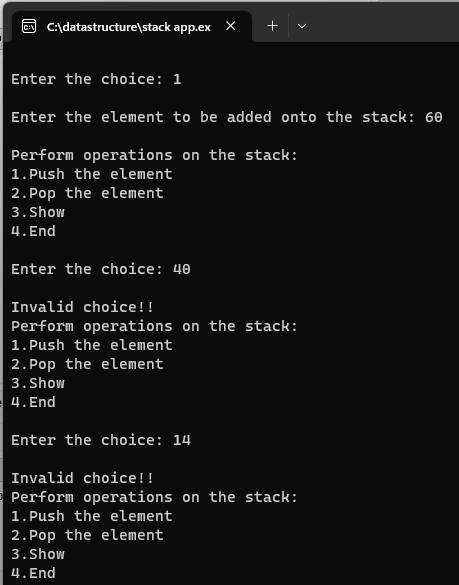 C:\datastructure\stack app.ex
Enter the choice: 1
Enter the element to be added onto the stack: 60
Perform operations on the stack:
1.Push the element
2.Pop the element
3.Show
4.End
Enter the choice: 40
Invalid choice!!
Perform operations on the stack:
1.Push the element
2.Pop the element
3.Show
4.End
Enter the choice: 14
Invalid choice!!
Perform operations on the stack:
1.Push the element
2.Pop the element
3.Show
4.End